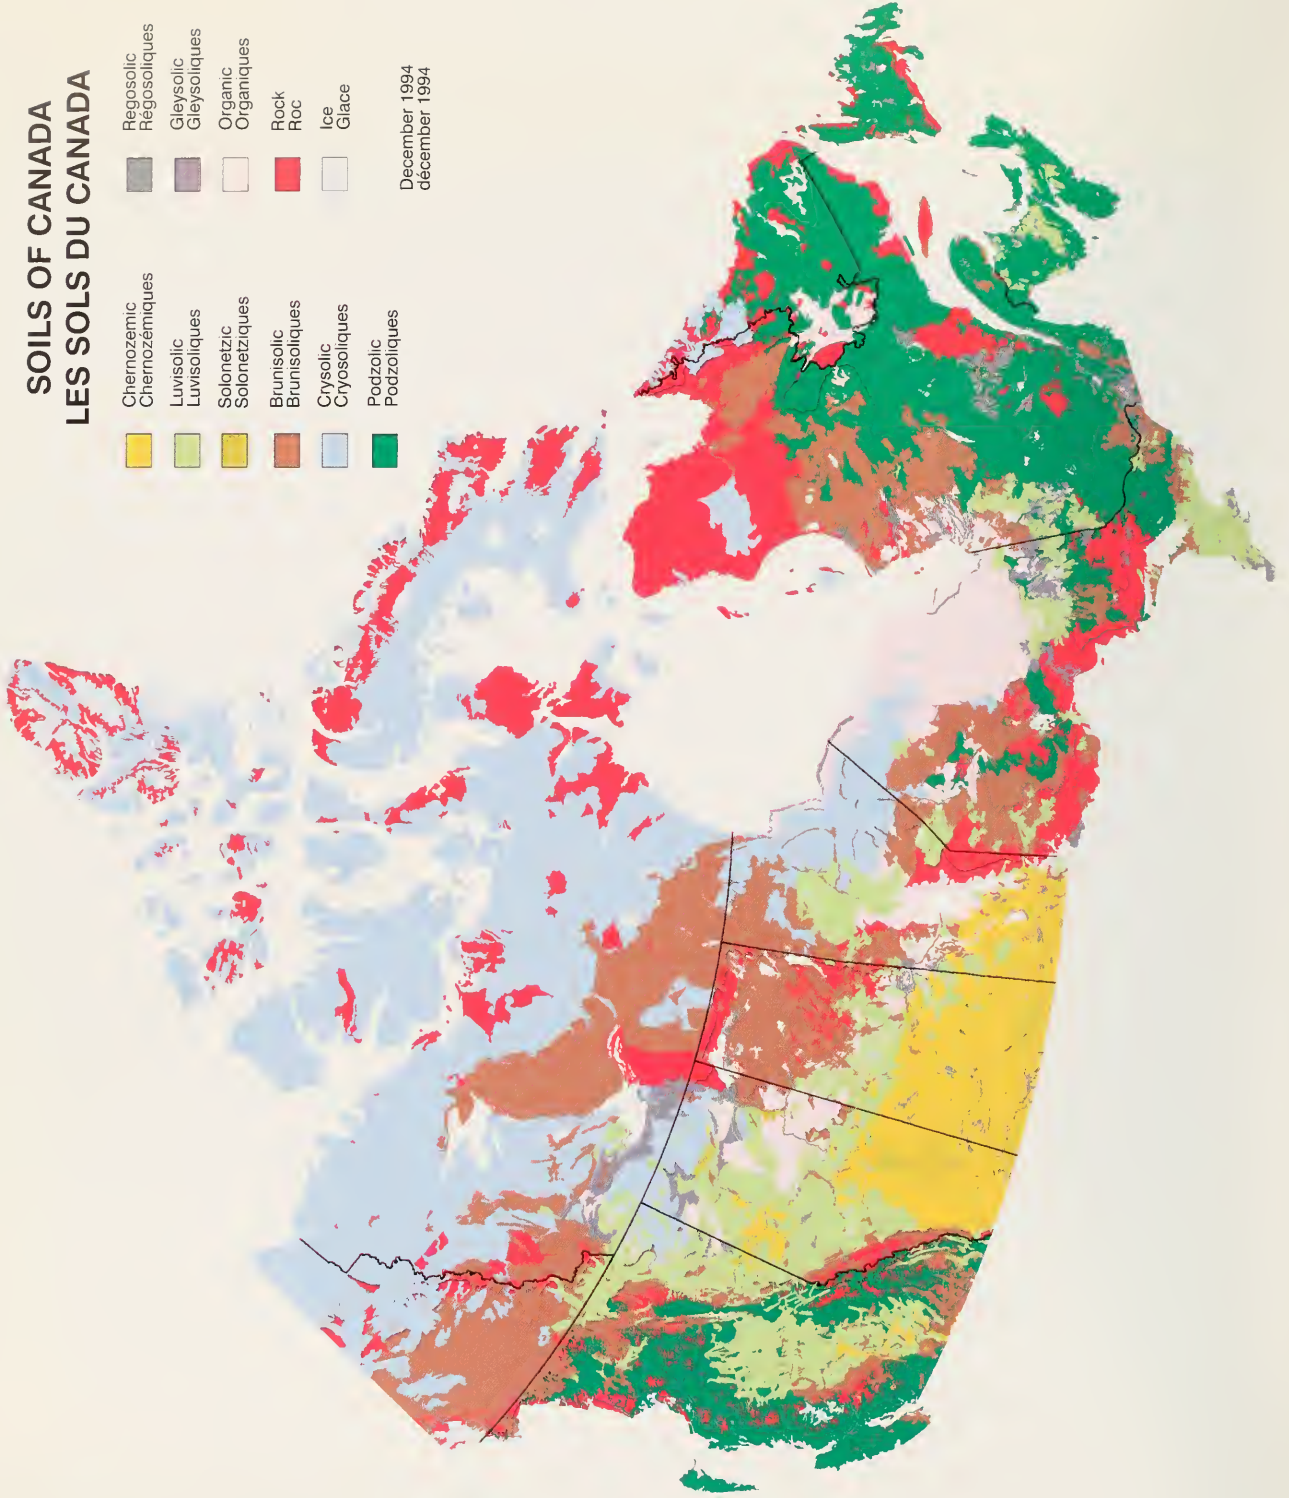 SOILS OF CANADA
LES SOLS DU CANADA
Chernozemic
Chernozémiques
Luvisolic
Luvisoliques
Solonetzic
Solonetziques
Brunisolic
Brunisoliques
Crysolic
Cryosoliques
Podzolic
Podzoliques
Regosolic
Régosoliques
Gleysolic
Gleysoliques
Organic
Organiques
Rock
Roc
Ice
Glace
December 1994
décember 1994